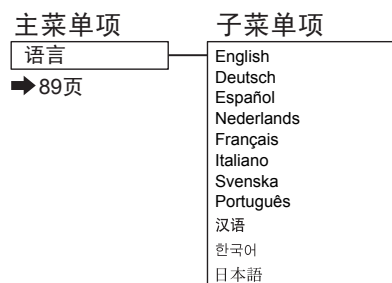 主菜单项
子菜单项
语言
➡89页
English
Deutsch
Español
Nederlands
Français
Italiano
Svenska
Português
汉语
한국어
日本語